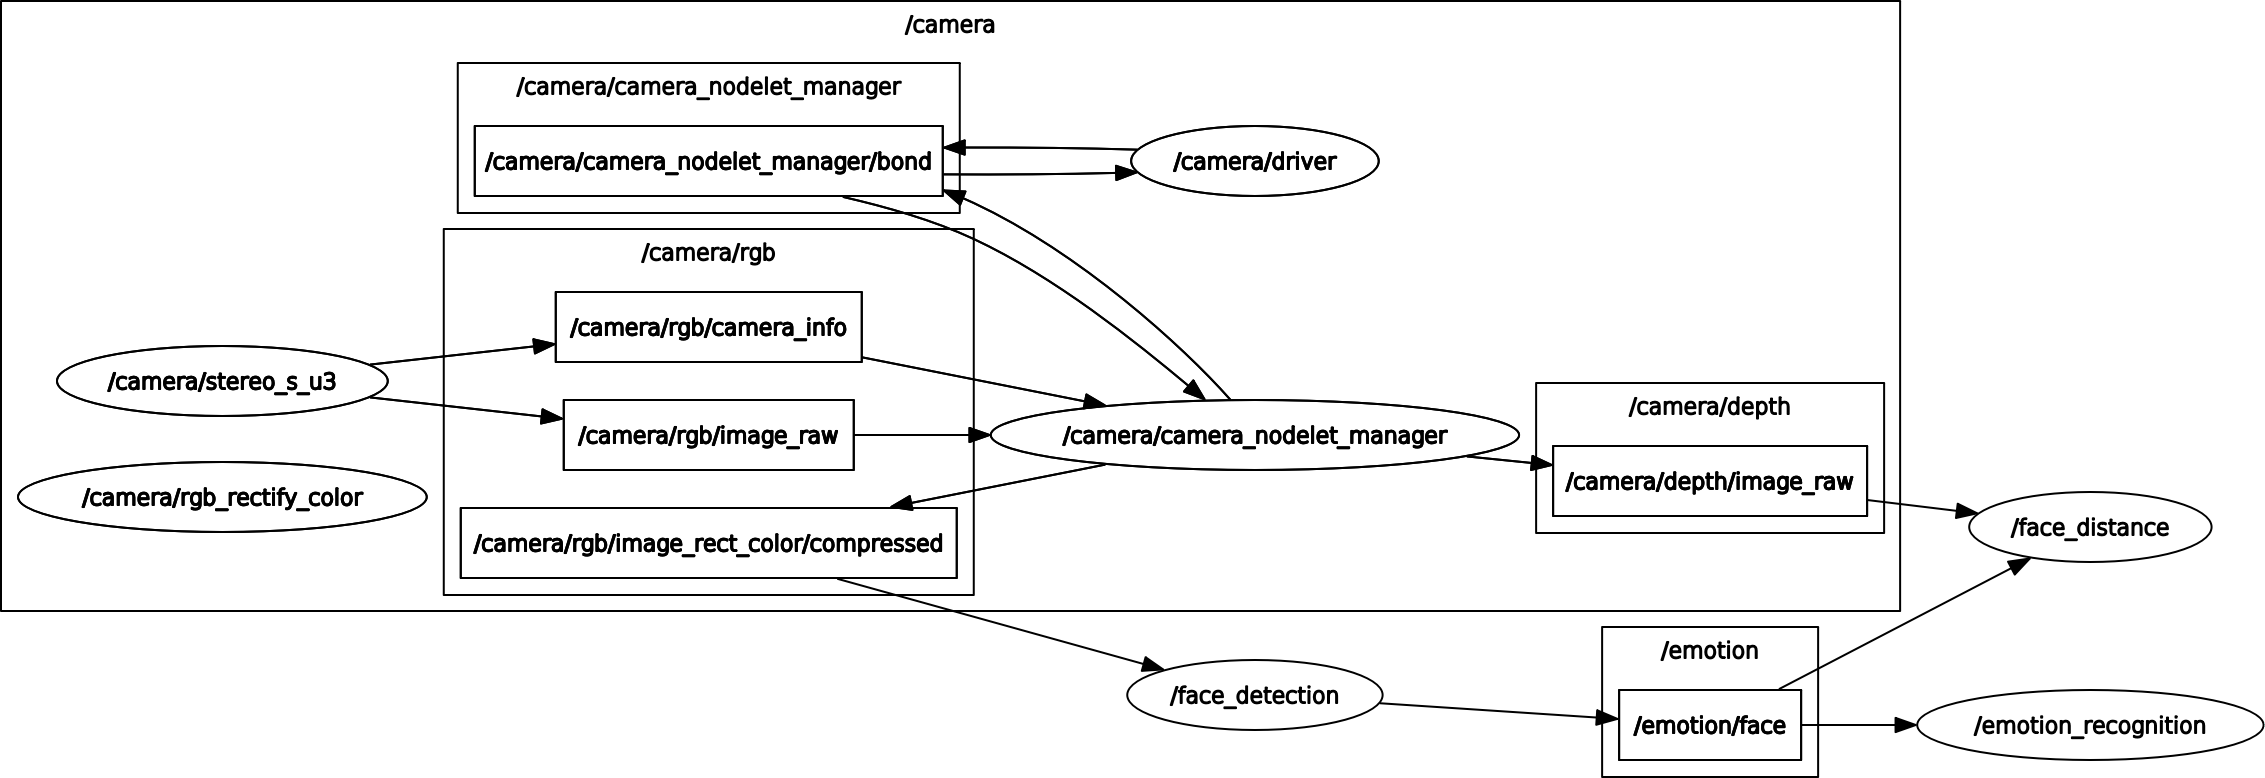 /camera
/camera/camera_nodelet_manager
/camera/camera_nodelet_manager/bond
/camera/driver
/camera/rgb
/camera/rgb/camera_info
/camera/stereo_s_u3
/camera/rgb/image_raw
/camera/camera_nodelet_manager
/camera/depth
/camera/depth/image_raw
/camera/rgb_rectify_color
/camera/rgb/image_rect_color/compressed
/face_distance
/face_detection
/emotion
/emotion/face
/emotion_recognition